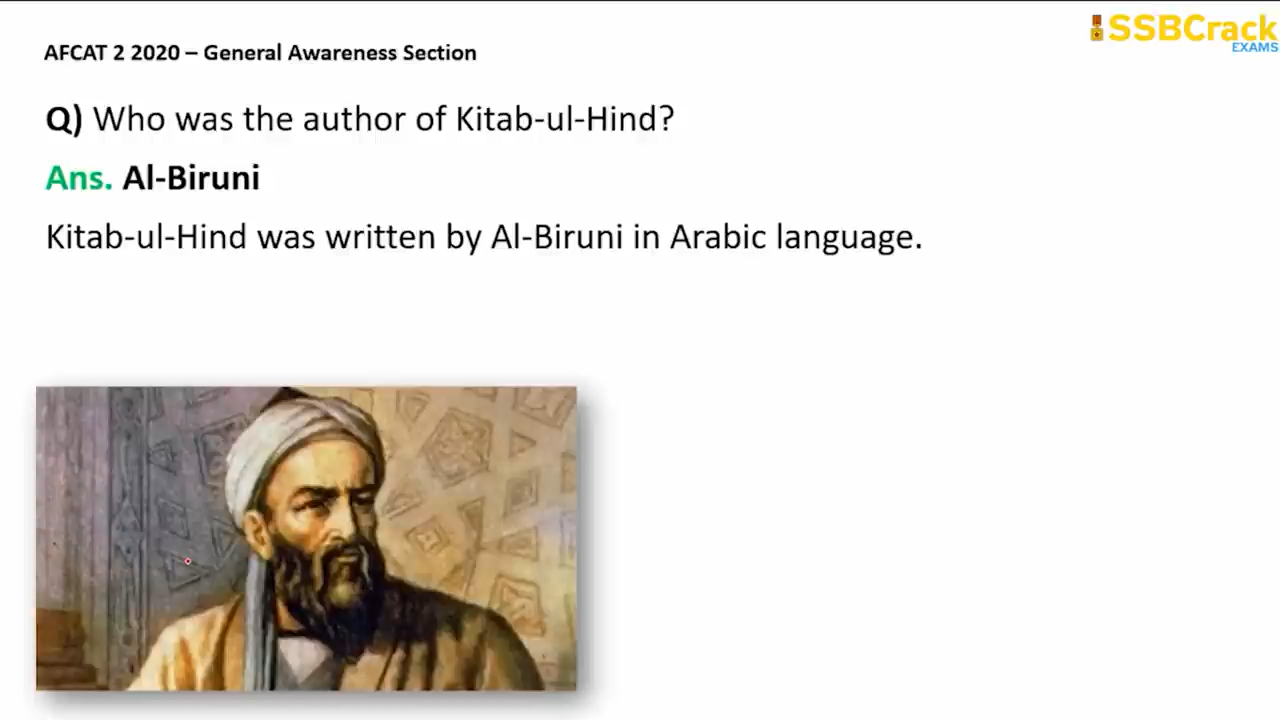 SSBCrack
EXAMS
AFCAT 2 2020 – General Awareness Section
Q) Who was the author of Kitab-ul-Hind?
Ans. Al-Biruni
Kitab-ul-Hind was written by Al-Biruni in Arabic language.